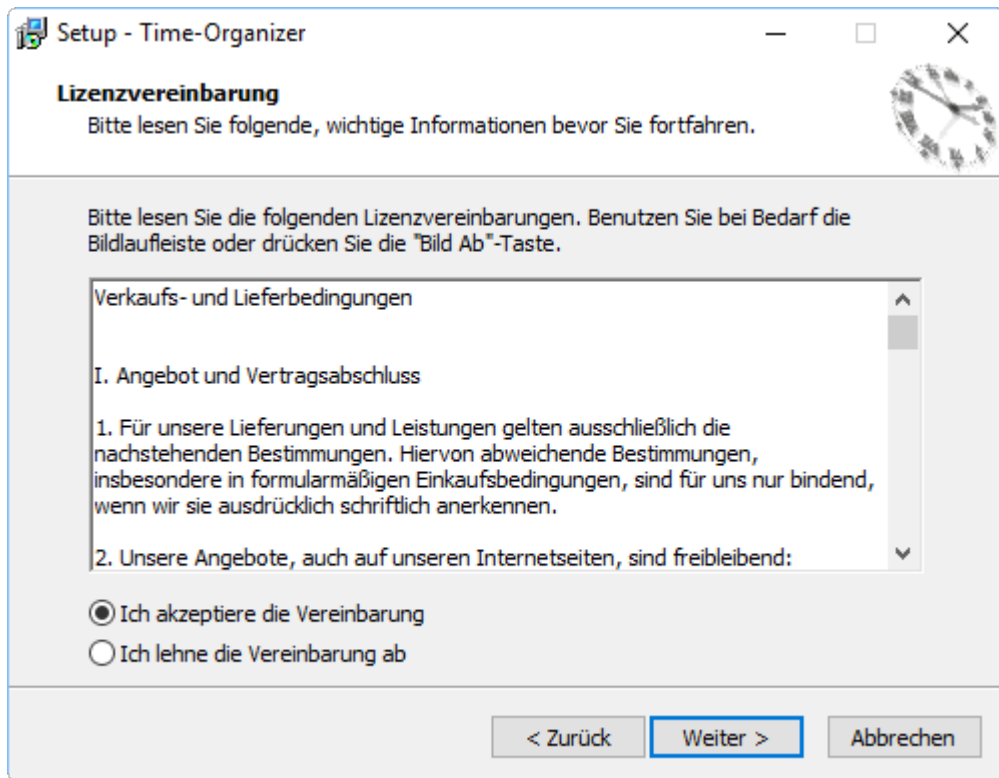 Setup - Time-Organizer
Lizenzvereinbarung
Bitte lesen Sie folgende, wichtige Informationen bevor Sie fortfahren.
Bitte lesen Sie die folgenden Lizenzvereinbarungen. Benutzen Sie bei Bedarf die
Bildlaufleiste oder drücken Sie die "Bild Ab"-Taste.
Verkaufs- und Lieferbedingungen
I. Angebot und Vertragsabschluss
1. Für unsere Lieferungen und Leistungen gelten ausschließlich die
nachstehenden Bestimmungen. Hiervon abweichende Bestimmungen,
insbesondere in formularmäßigen Einkaufsbedingungen, sind für uns nur bindend,
wenn wir sie ausdrücklich schriftlich anerkennen.
2. Unsere Angebote, auch auf unseren Internetseiten, sind freibleibend:
Ich akzeptiere die Vereinbarung
Ich lehne die Vereinbarung ab
< Zurück Weiter > Abbrechen